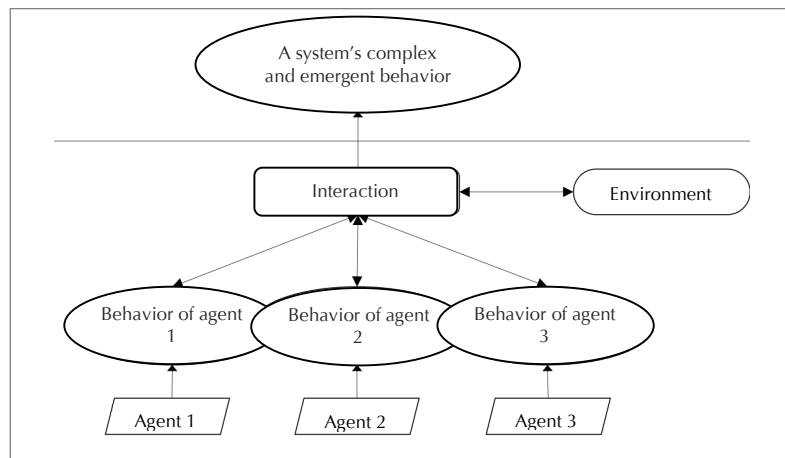 A system’s complex
and emergent behavior
Interaction
Environment
Behavior of agent
1
Behavior of agent
2
Behavior of agent
3
Agent 1
Agent 2
Agent 3